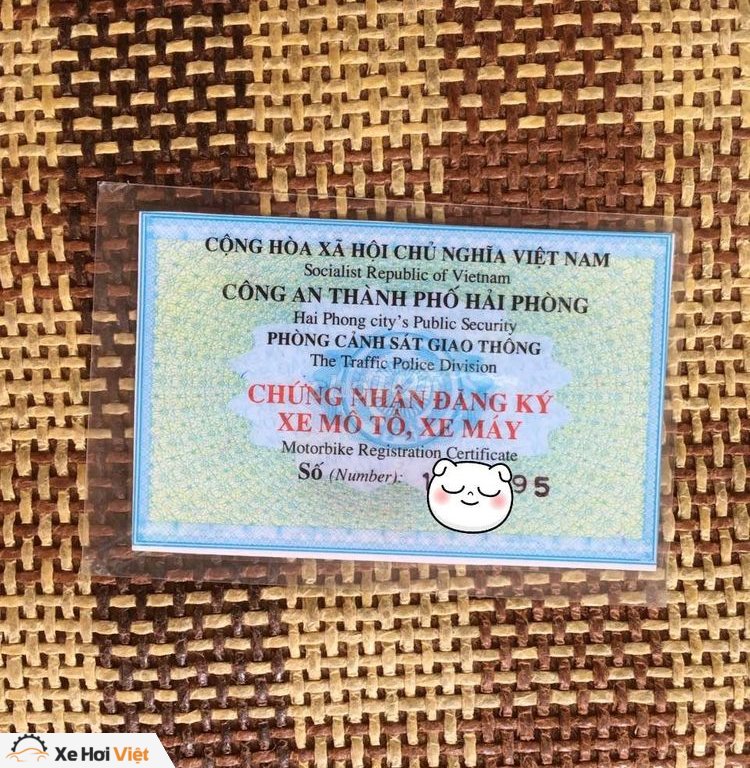 CỘNG HÒA XÃ HỘI CHỦ NGHĨA VIỆT NAM
Socialist Republic of Vietnam
CÔNG AN THÀNH PHỐ HẢI PHÒNG
Hai Phong city's Public Security
PHÒNG CẢNH SÁT GIAO THÔNG
The Traffic Police Division
CHỨNG NHẬN ĐĂNG KÝ
XE MÔ TÔ, XE MÁY
Motorbike Registration Certificate
Số (Number): 95
Xe Hơi Việt